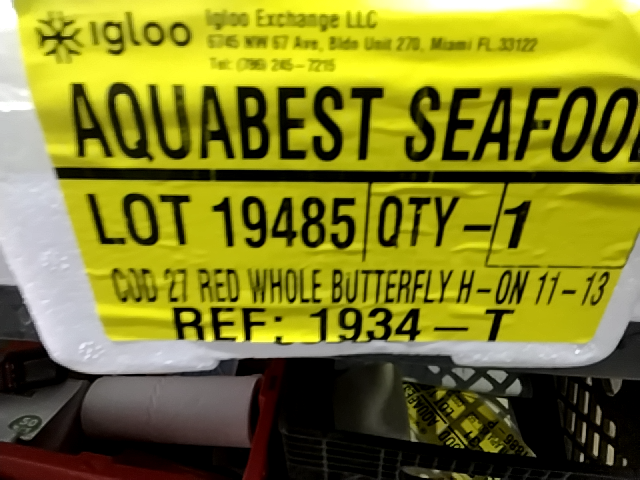 igloo
Igloo Exchange LLC
6745 NW 67 Ave, Bldn Unit 270, Miami FL 33122
Tel: (786) 245-7215
AQUABEST SEAFOO
LOT 19485 QTY-1
COD 27 RED WHOLE BUTTERFLY H-ON 11-13
REF: 1934-T